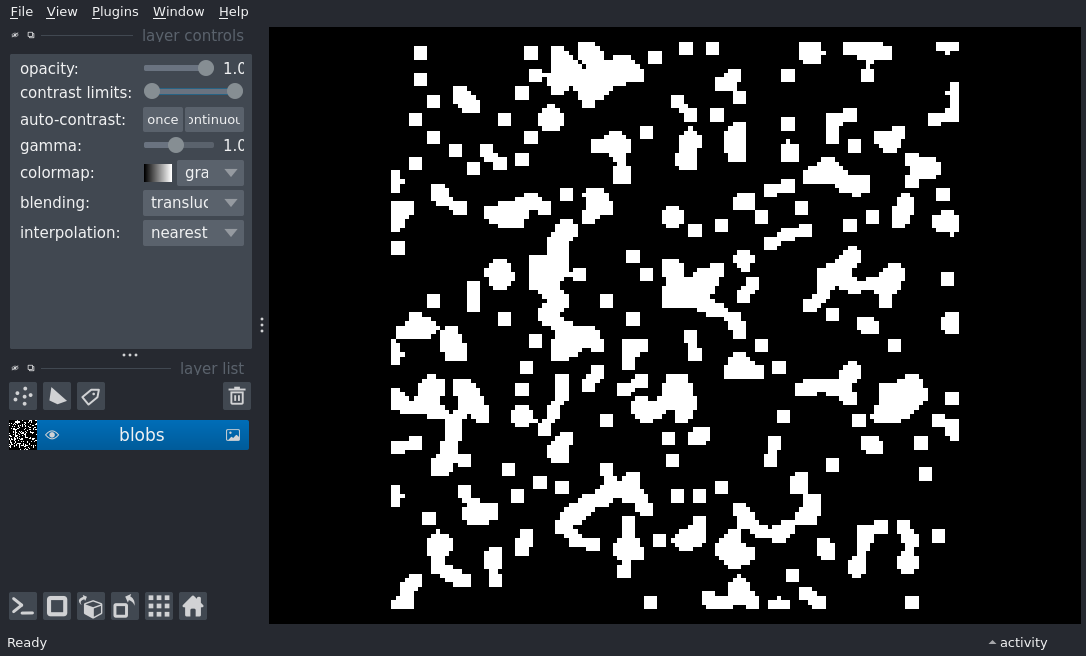 File View Plugins Window Help
layer controls
opacity: 1.0
contrast limits:
auto-contrast: once ontinuou
gamma: 1.0
colormap: gra
blending: transluc
interpolation: nearest
layer list
blobs
Ready
activity